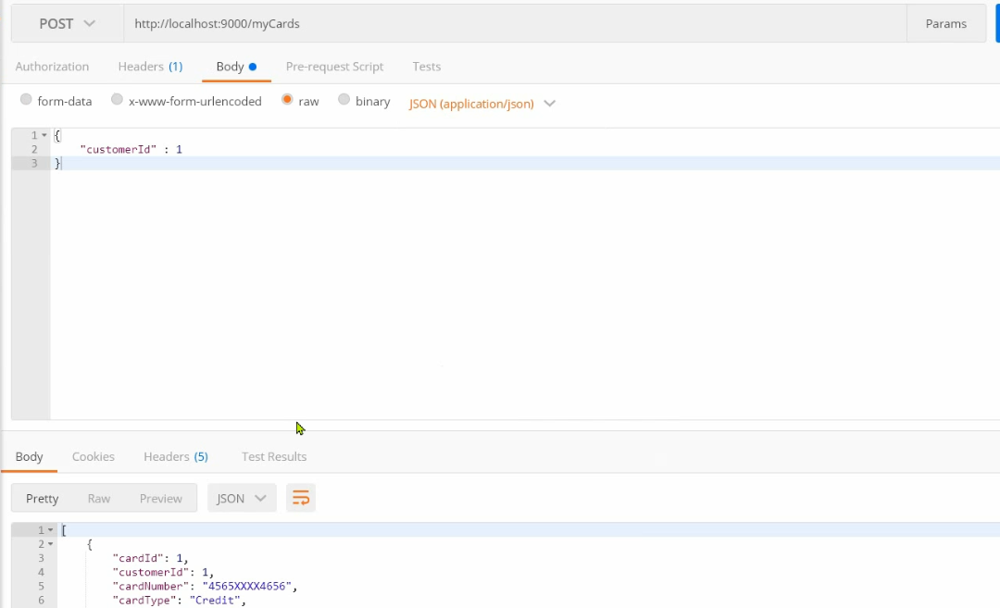 POST http://localhost:9000/myCards Params
Authorization Headers (1) Body Pre-request Script Tests
form-data x-www-form-urlencoded raw binary JSON (application/json)
1 {
2 "customerId" : 1
3 }
Body Cookies Headers (5) Test Results
Pretty Raw Preview JSON
1 [
2 {
3 "cardId": 1,
4 "customerId": 1,
5 "cardNumber": "4565XXXX4656",
6 "cardType": "Credit",